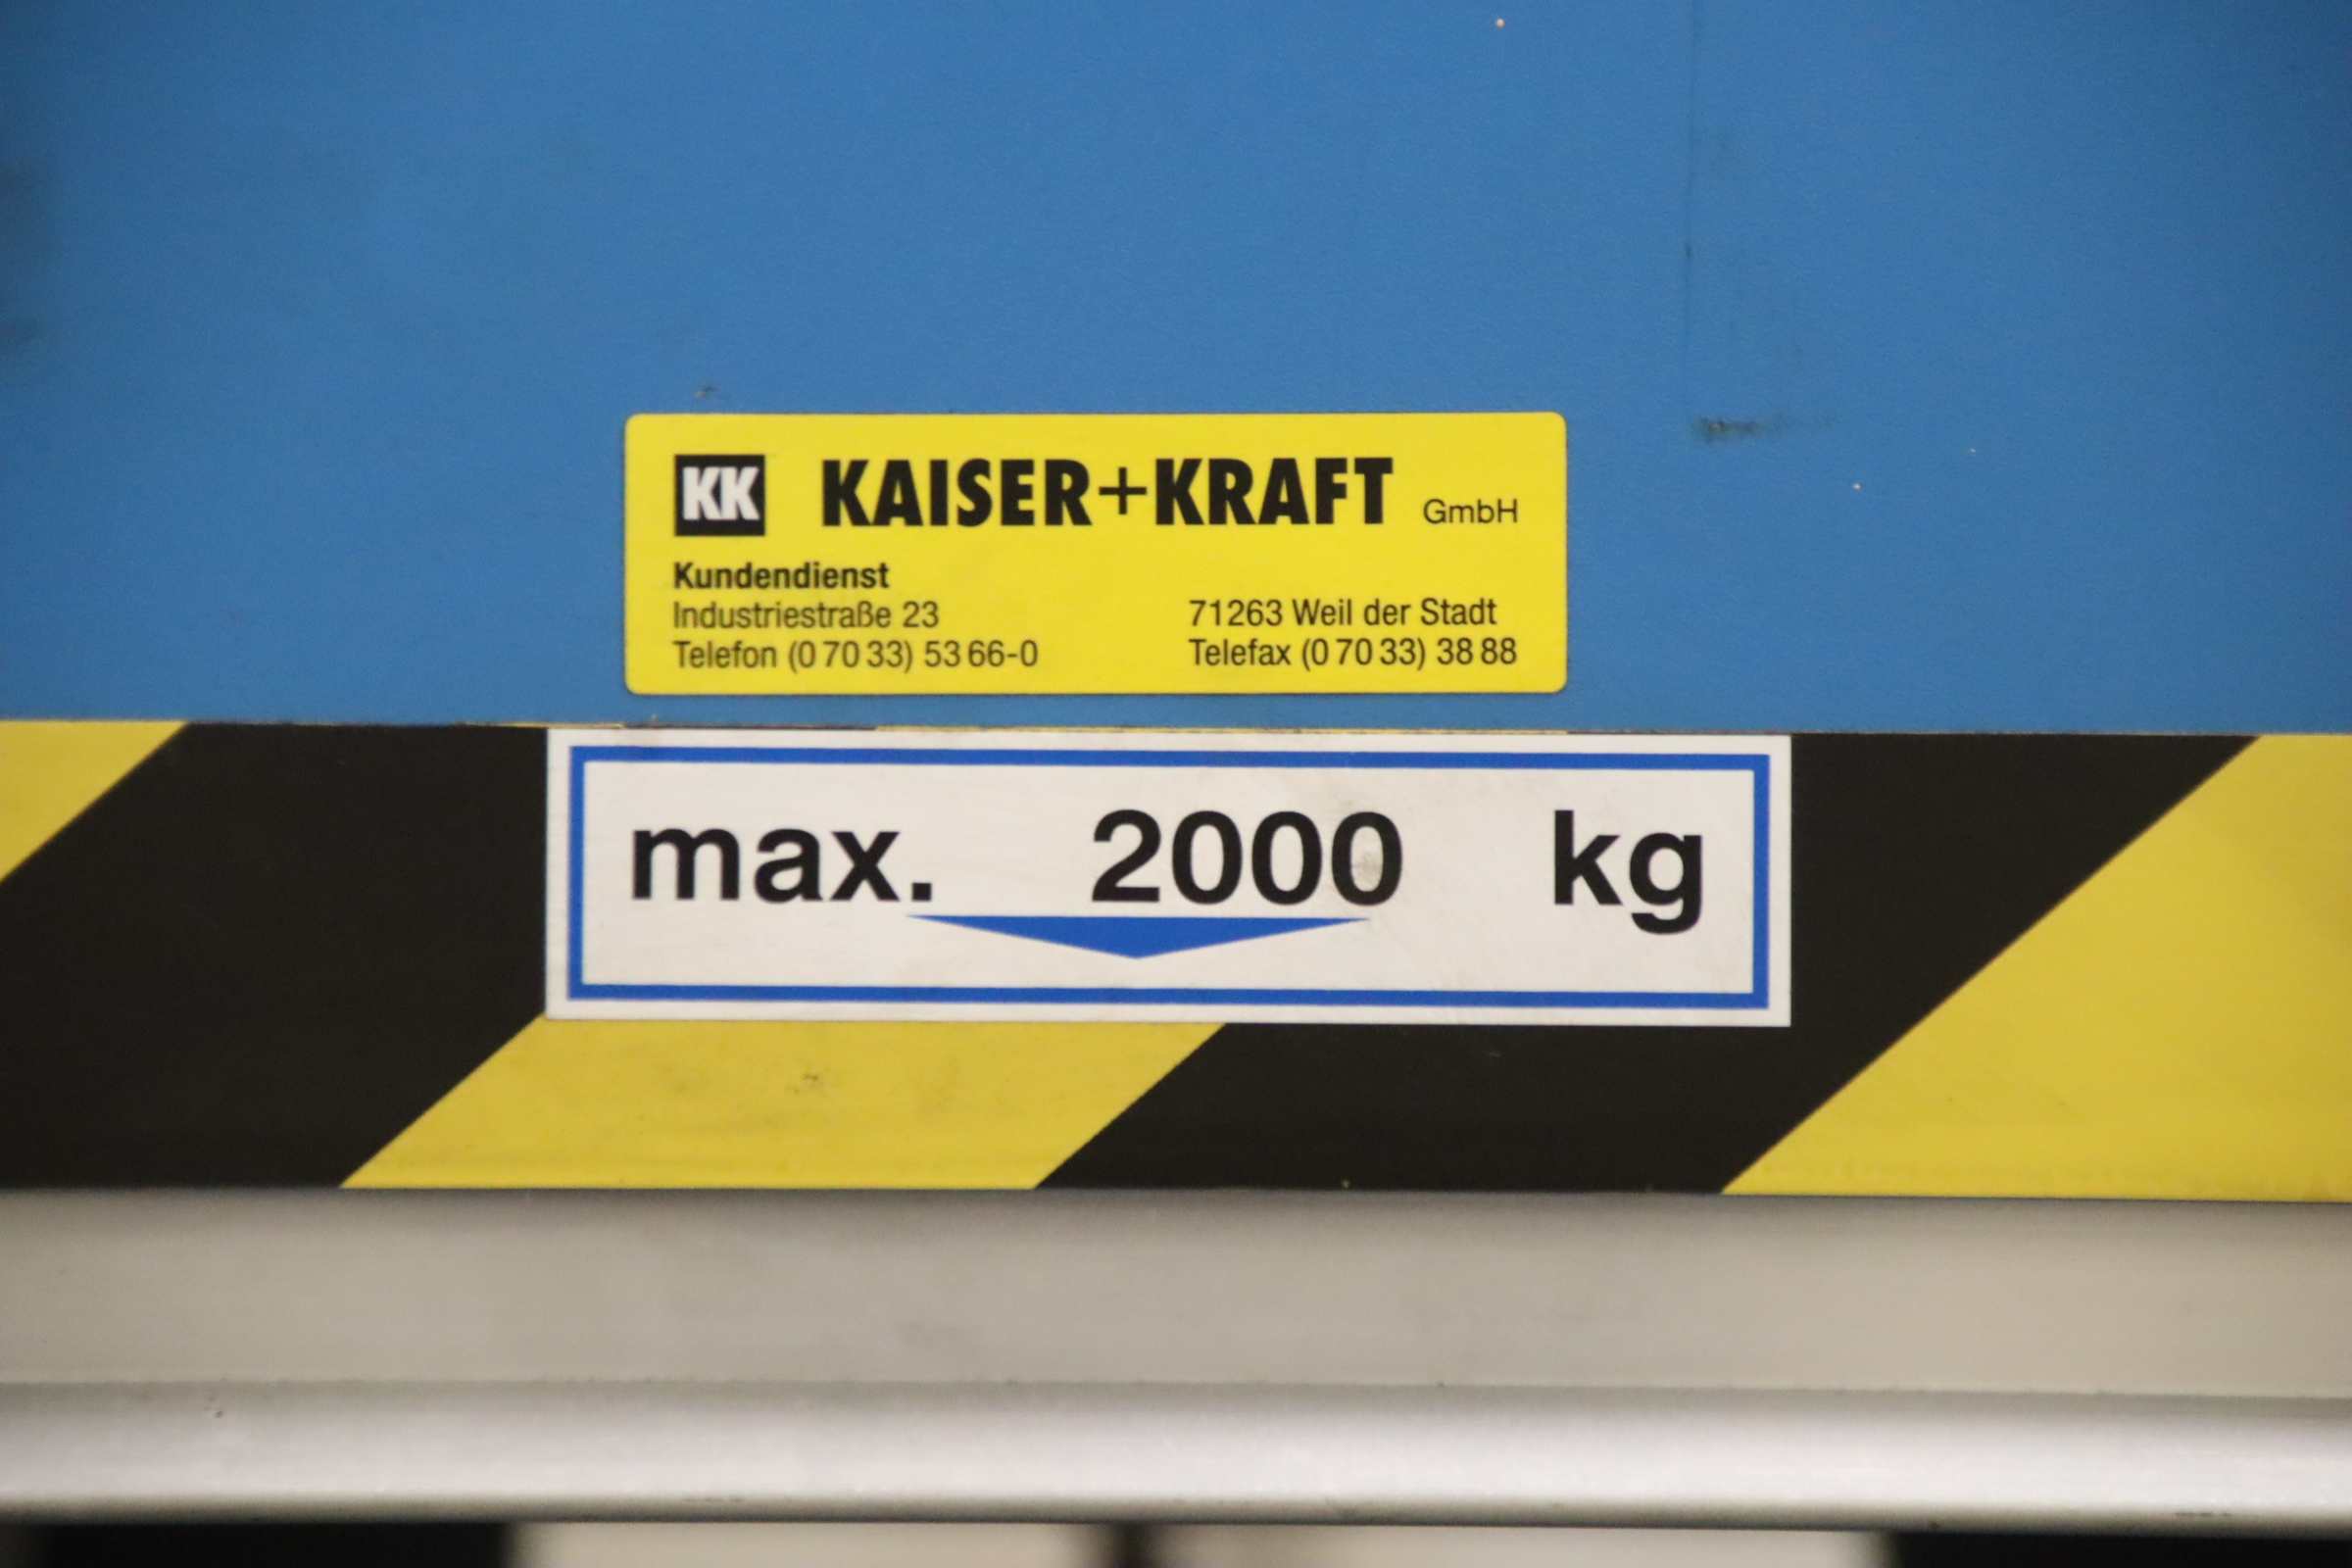 KK KAISER+KRAFT GmbH
Kundendienst
Industriestraße 23 71263 Weil der Stadt
Telefon (0 70 33) 53 66-0 Telefax (0 70 33) 38 88
max. 2000 kg